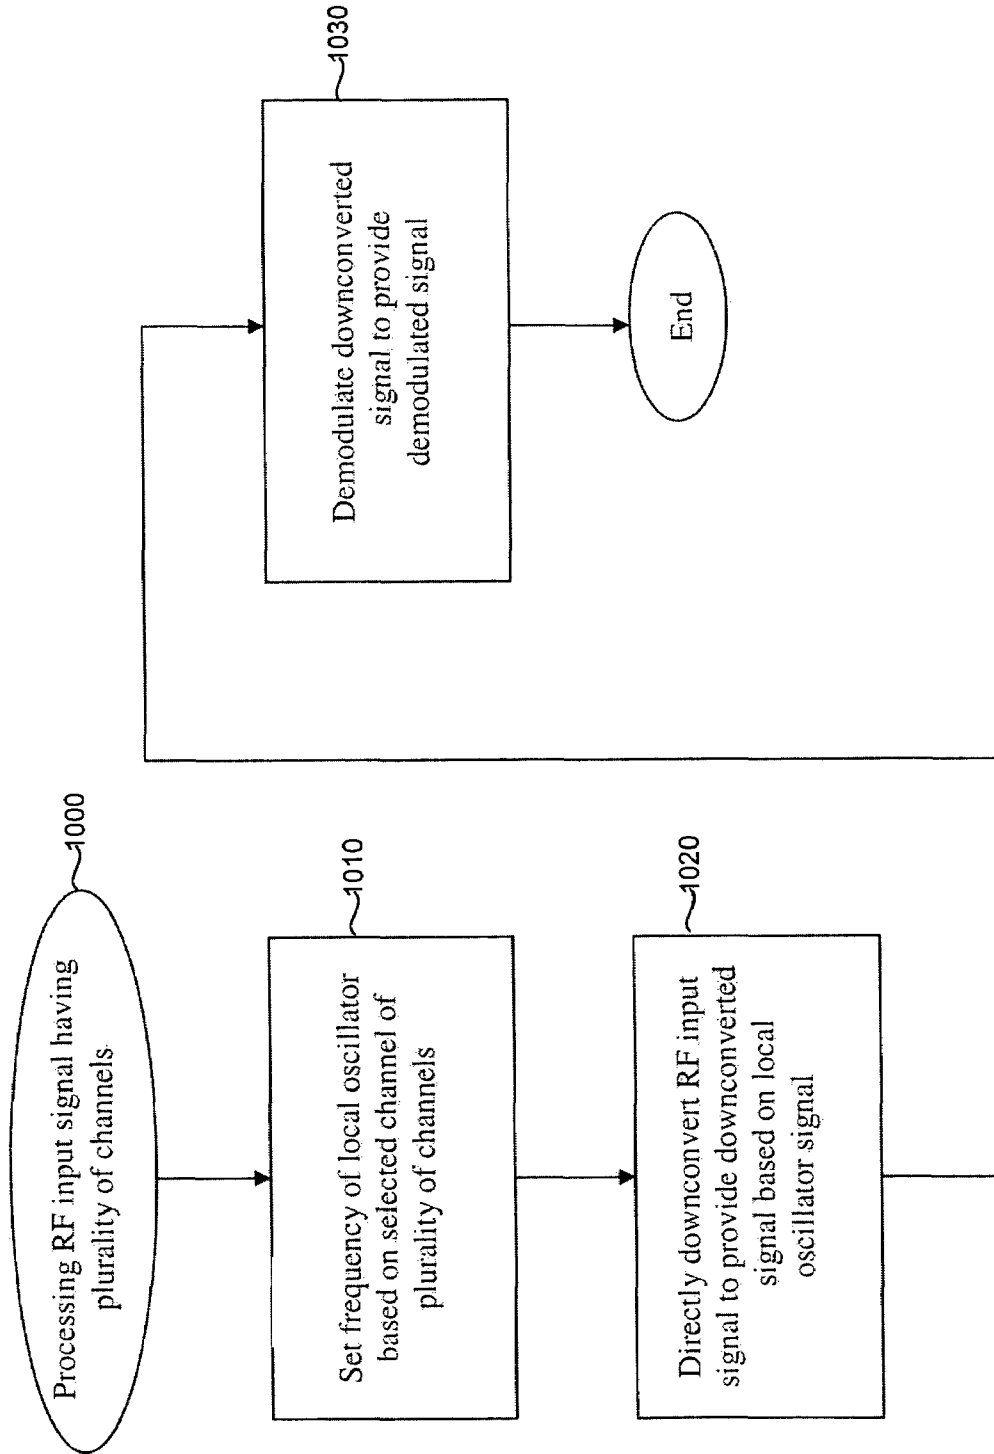 Processing RF input signal having
plurality of channels
1000
Set frequency of local oscillator
based on selected channel of
plurality of channels
1010
Directly downconvert RF input
signal to provide downconverted
signal based on local
oscillator signal
1020
Demodulate downconverted
signal to provide
demodulated signal
1030
End